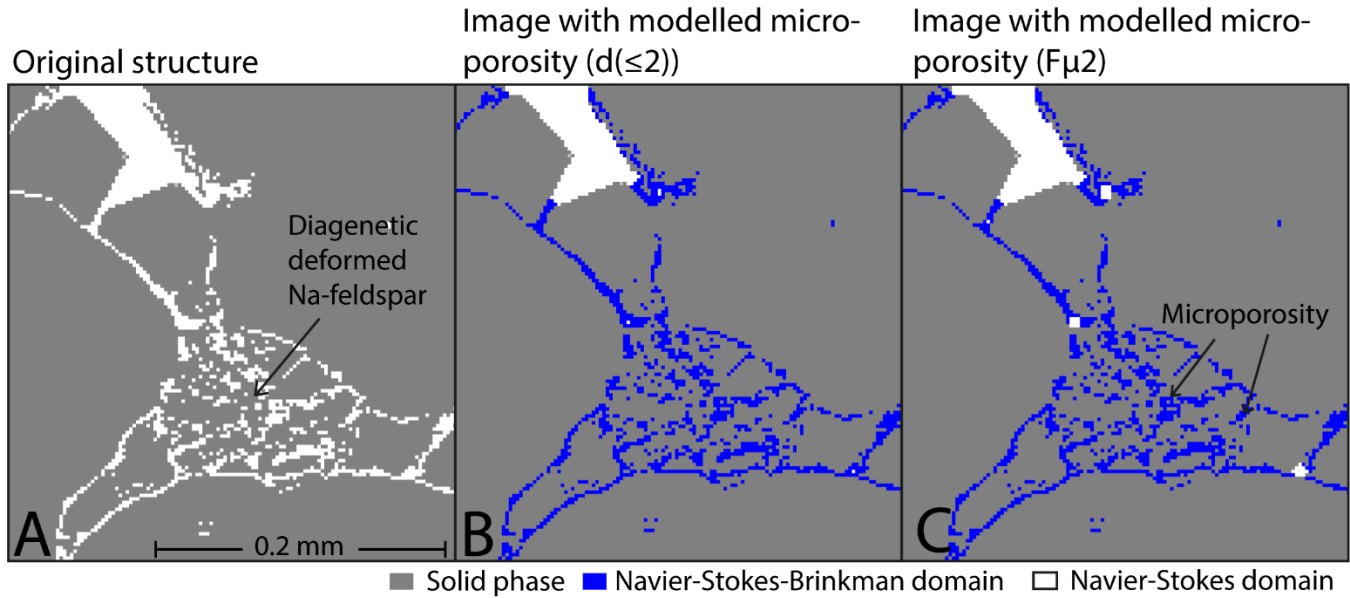 Original structure
Image with modelled micro-
porosity (d(≤2))
Image with modelled micro-
porosity (Fμ2)
Diagenetic
deformed
Na-feldspar
Microporosity
A
0.2 mm
B
C
Solid phase
Navier-Stokes-Brinkman domain
Navier-Stokes domain